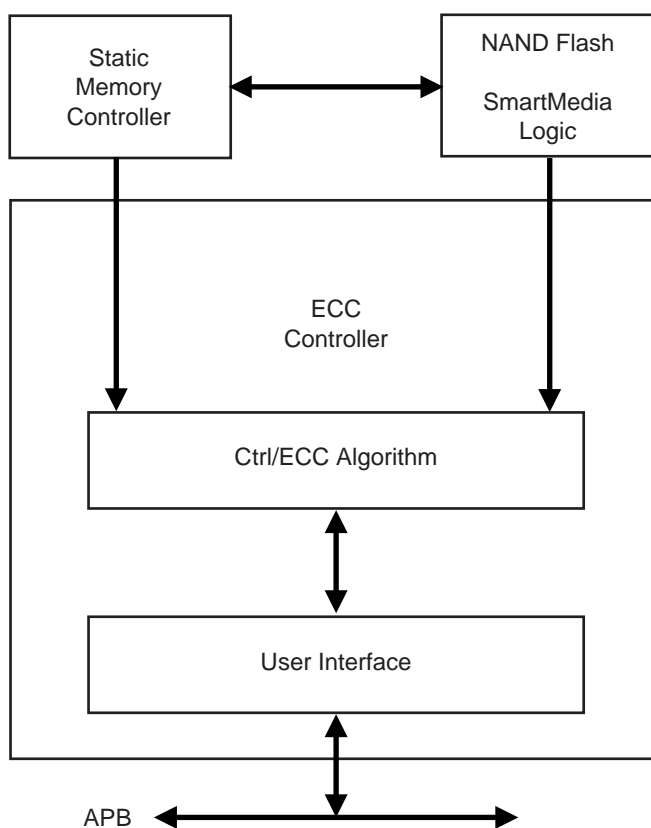 Static
Memory
Controller
NAND Flash
SmartMedia
Logic
ECC
Controller
Ctrl/ECC Algorithm
User Interface
APB